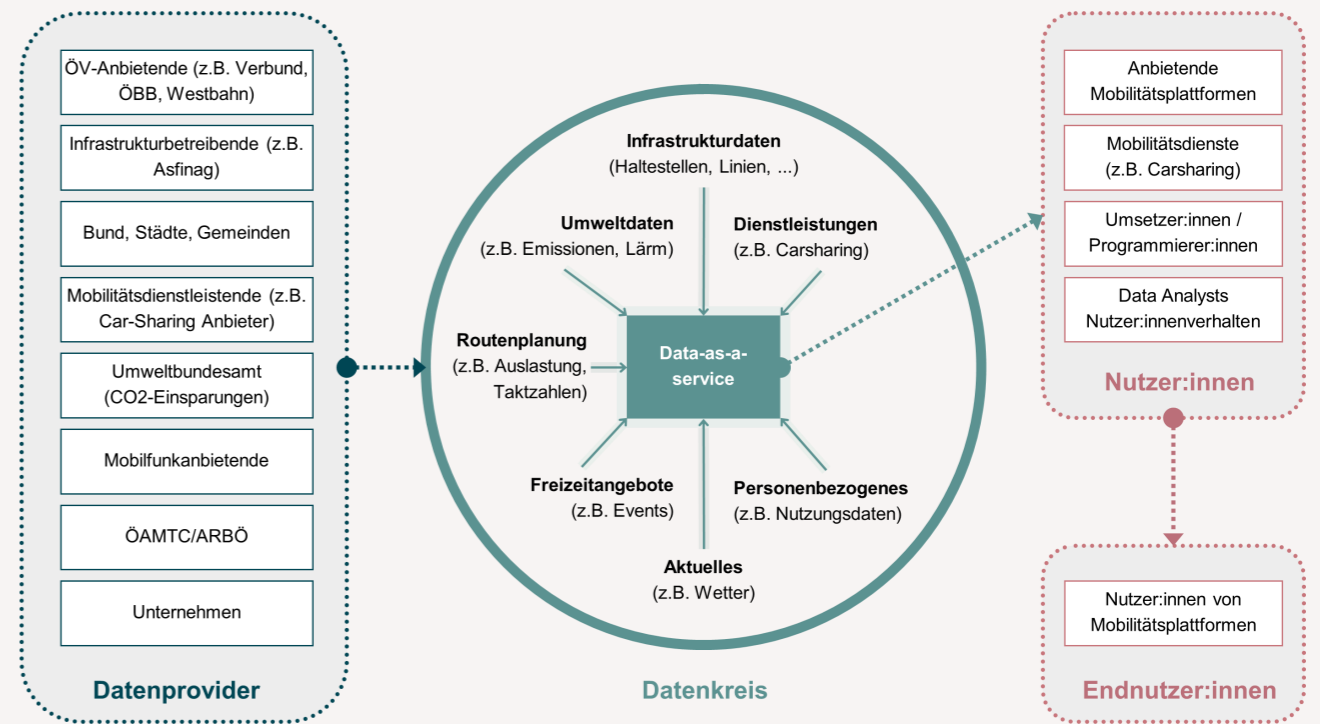 ÖV-Anbietende (z.B. Verbund,
ÖBB, Westbahn)
Infrastrukturbetreibende (z.B.
Asfinag)
Bund, Städte, Gemeinden
Mobilitätsdienstleistende (z.B.
Car-Sharing Anbieter)
Umweltbundesamt
(CO2-Einsparungen)
Mobilfunkanbietende
ÖAMTC/ARBÖ
Unternehmen
Datenprovider
Infrastrukturdaten
(Haltestellen, Linien, ...)
Umweltdaten
(z.B. Emissionen, Lärm)
Dienstleistungen
(z.B. Carsharing)
Routenplanung
(z.B. Auslastung,
Taktzahlen)
Data-as-a-
service
Freizeitangebote
(z.B. Events)
Personenbezogenes
(z.B. Nutzungsdaten)
Aktuelles
(z.B. Wetter)
Datenkreis
Anbietende
Mobilitätsplattformen
Mobilitätsdienste
(z.B. Carsharing)
Umsetzer:innen /
Programmierer:innen
Data Analysts
Nutzer:innenverhalten
Nutzer:innen
Nutzer:innen von
Mobilitätsplattformen
Endnutzer:innen